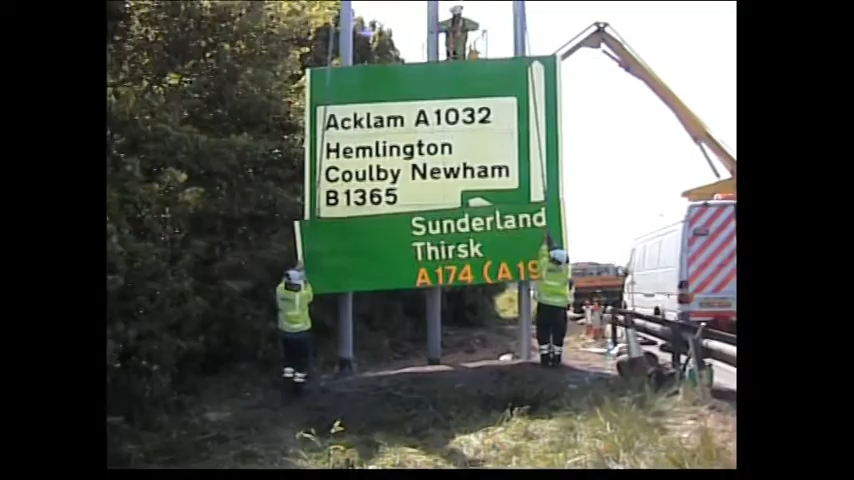 Acklam A1032
Hemlington
Coulby Newham
B1365
Sunderland
Thirsk
A174 (A19